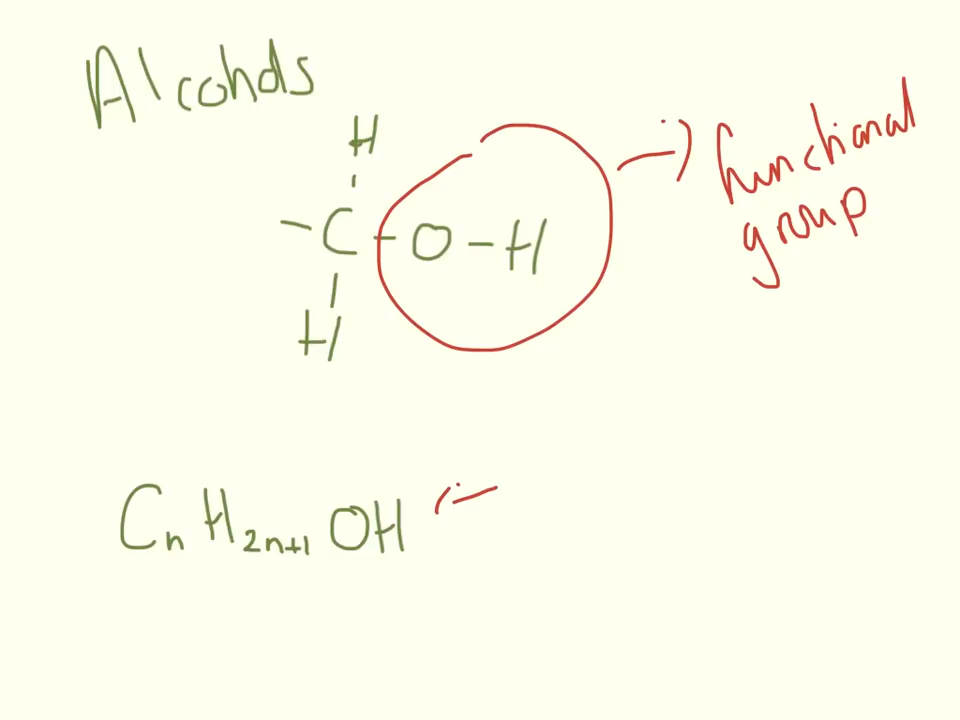 Alcohols
H
- C - O - H
H
functional
group
CₙH₂ₙ₊₁OH